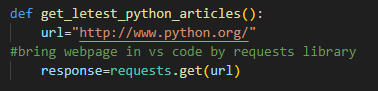 def get_letest_python_articles():
    url="http://www.python.org/"
#bring webpage in vs code by requests library
    response=requests.get(url)